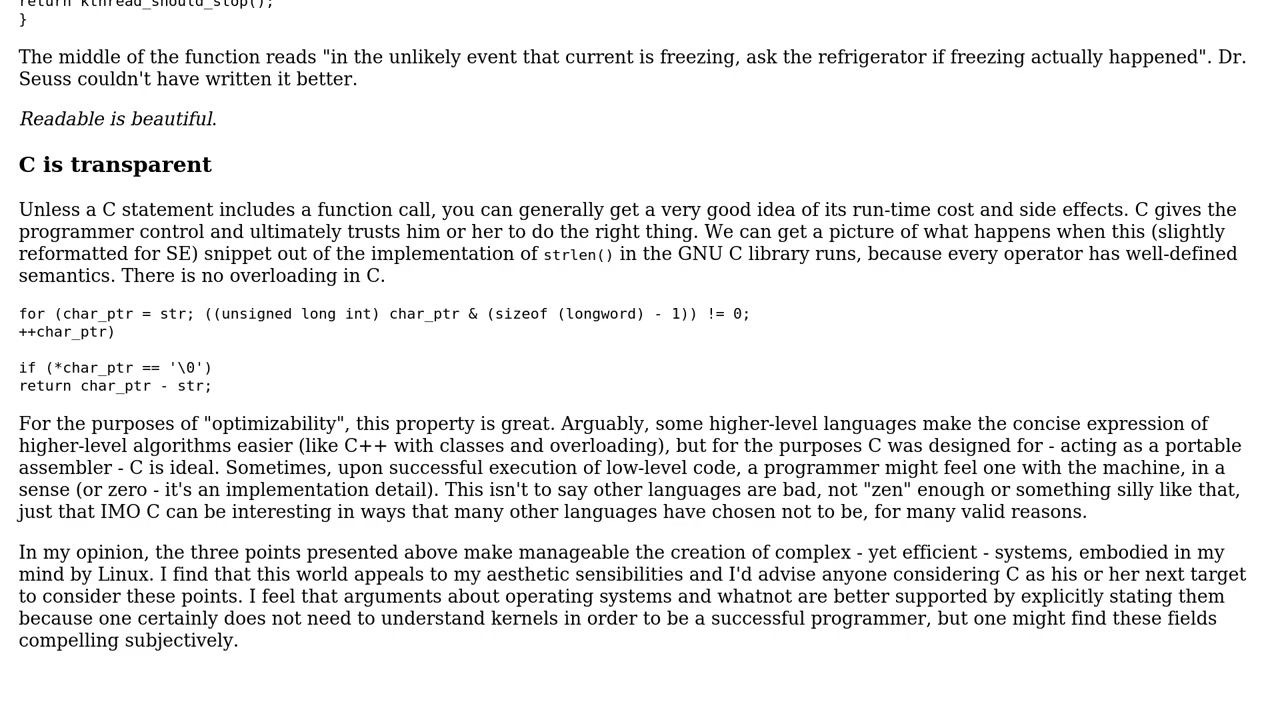 return kthread_should_stop();
}
The middle of the function reads "in the unlikely event that current is freezing, ask the refrigerator if freezing actually happened". Dr.
Seuss couldn't have written it better.
Readable is beautiful.
C is transparent
Unless a C statement includes a function call, you can generally get a very good idea of its run-time cost and side effects. C gives the
programmer control and ultimately trusts him or her to do the right thing. We can get a picture of what happens when this (slightly
reformatted for SE) snippet out of the implementation of strlen() in the GNU C library runs, because every operator has well-defined
semantics. There is no overloading in C.
for (char_ptr = str; ((unsigned long int) char_ptr & (sizeof (longword) - 1)) != 0;
++char_ptr)
if (*char_ptr == '\0')
return char_ptr - str;
For the purposes of "optimizability", this property is great. Arguably, some higher-level languages make the concise expression of
higher-level algorithms easier (like C++ with classes and overloading), but for the purposes C was designed for - acting as a portable
assembler - C is ideal. Sometimes, upon successful execution of low-level code, a programmer might feel one with the machine, in a
sense (or zero - it's an implementation detail). This isn't to say other languages are bad, not "zen" enough or something silly like that,
just that IMO C can be interesting in ways that many other languages have chosen not to be, for many valid reasons.
In my opinion, the three points presented above make manageable the creation of complex - yet efficient - systems, embodied in my
mind by Linux. I find that this world appeals to my aesthetic sensibilities and I'd advise anyone considering C as his or her next target
to consider these points. I feel that arguments about operating systems and whatnot are better supported by explicitly stating them
because one certainly does not need to understand kernels in order to be a successful programmer, but one might find these fields
compelling subjectively.